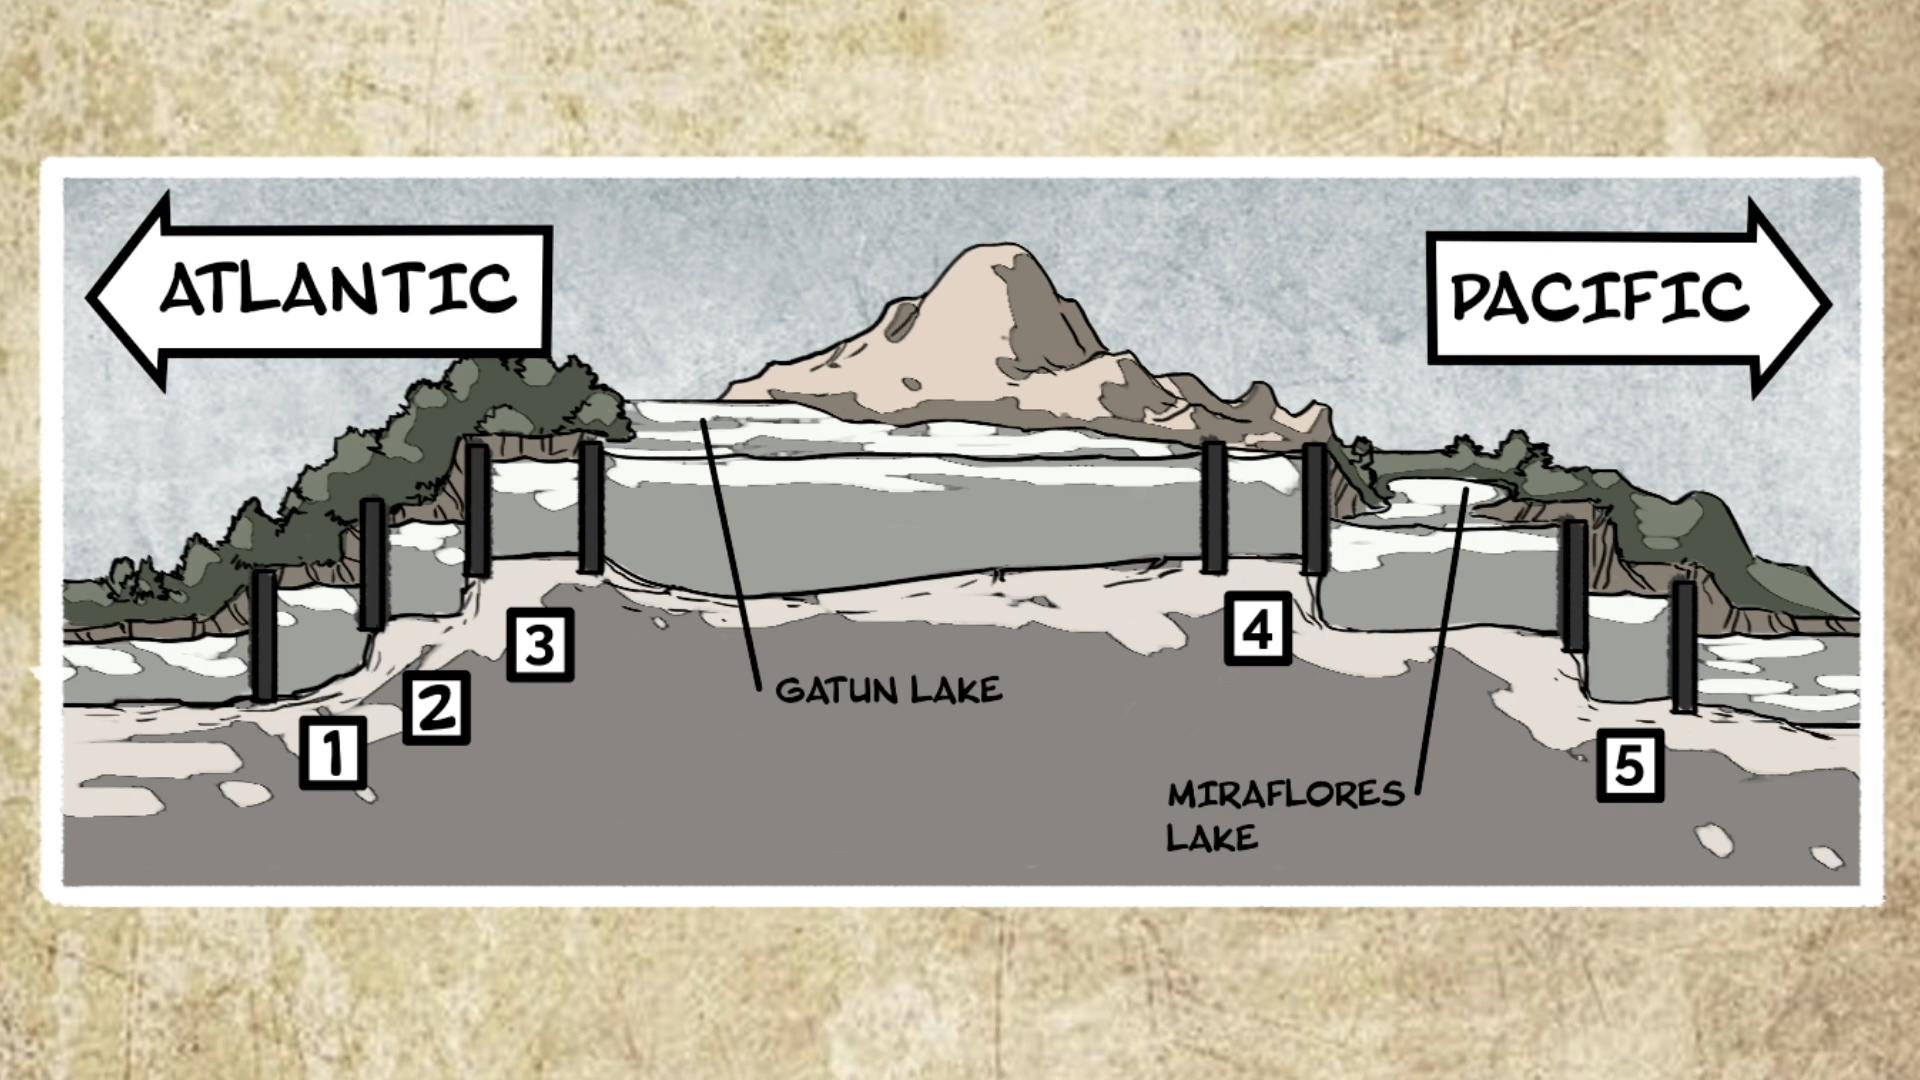 ATLANTIC
PACIFIC
1
2
3
4
5
GATUN LAKE
MIRAFLORES
LAKE